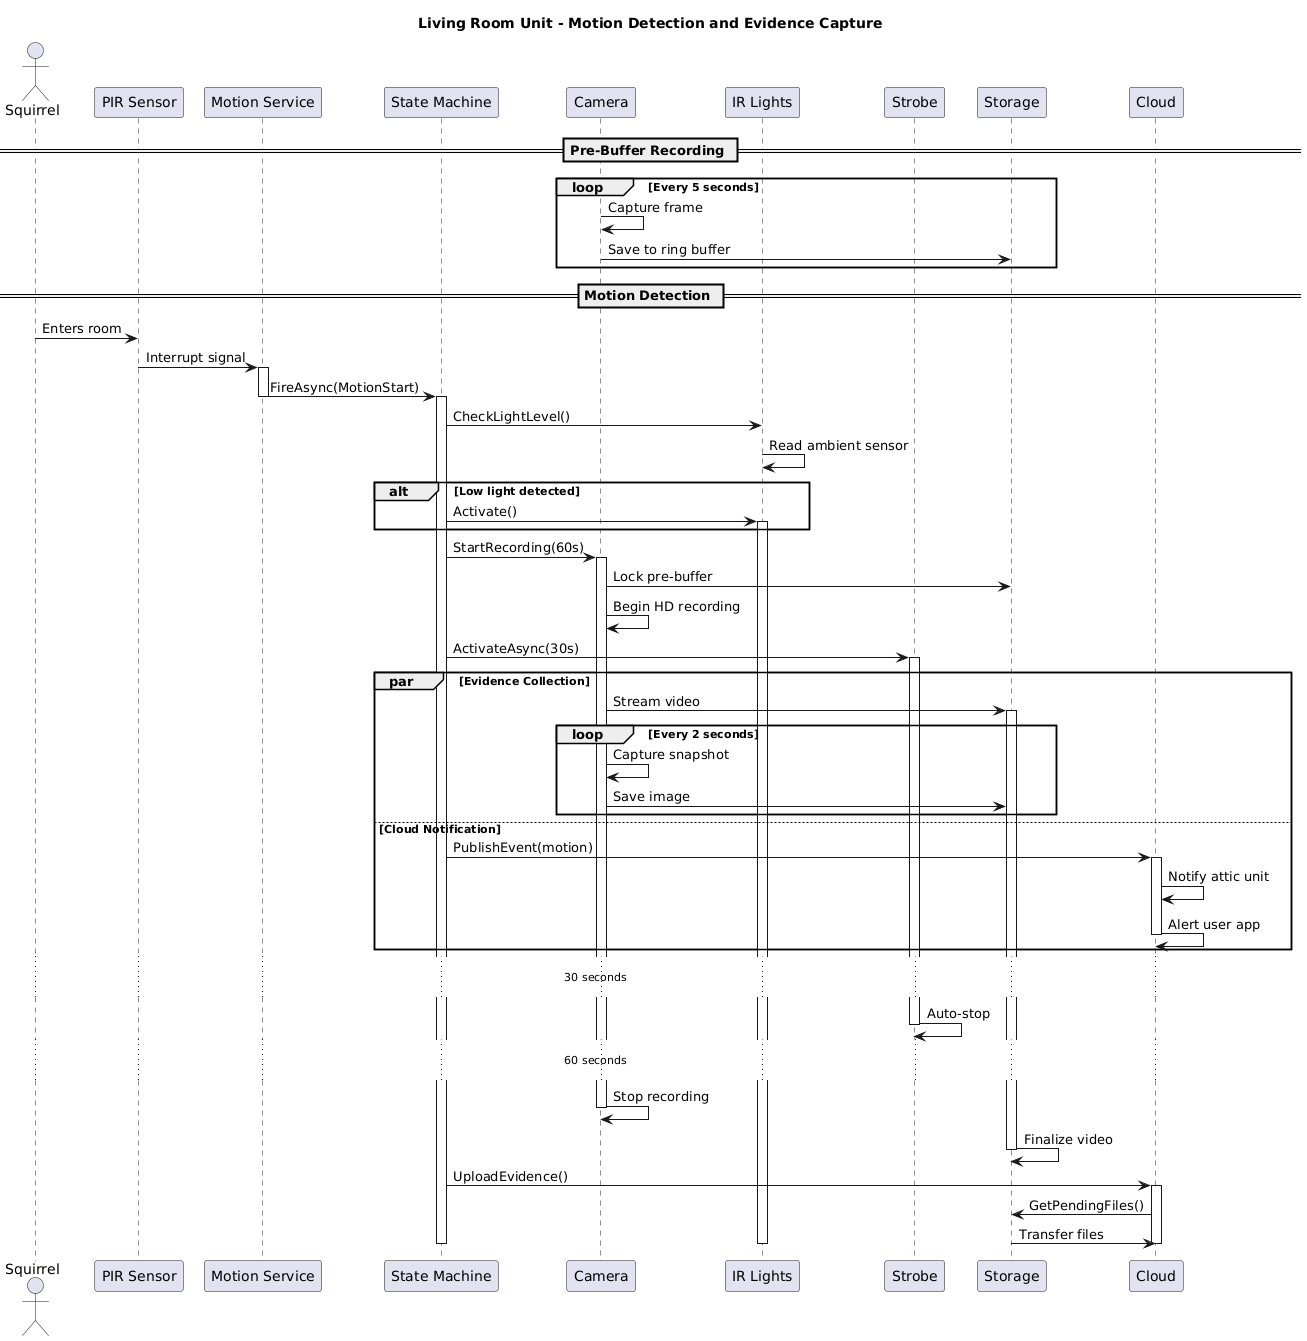 Living Room Unit - Motion Detection and Evidence Capture
Squirrel
PIR Sensor
Motion Service
State Machine
Camera
IR Lights
Strobe
Storage
Cloud
Pre-Buffer Recording
loop [Every 5 seconds]
Capture frame
Save to ring buffer
Motion Detection
Enters room
Interrupt signal
FireAsync(MotionStart)
CheckLightLevel()
Read ambient sensor
alt [Low light detected]
Activate()
StartRecording(60s)
Lock pre-buffer
Begin HD recording
ActivateAsync(30s)
par [Evidence Collection]
Stream video
loop [Every 2 seconds]
Capture snapshot
Save image
[Cloud Notification]
PublishEvent(motion)
Notify attic unit
Alert user app
30 seconds
Auto-stop
60 seconds
Stop recording
Finalize video
UploadEvidence()
GetPendingFiles()
Transfer files
Squirrel
PIR Sensor
Motion Service
State Machine
Camera
IR Lights
Strobe
Storage
Cloud